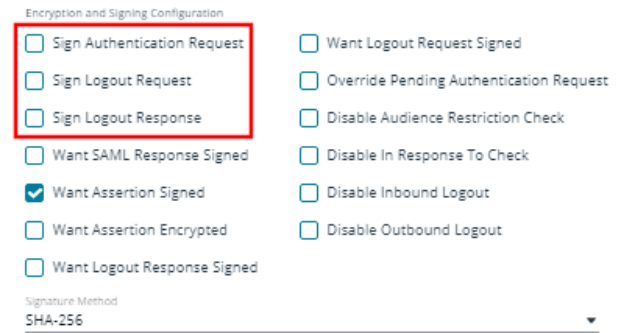 Encryption and Signing Configuration
Sign Authentication Request
Want Logout Request Signed
Sign Logout Request
Override Pending Authentication Request
Sign Logout Response
Disable Audience Restriction Check
Want SAML Response Signed
Disable In Response To Check
Want Assertion Signed
Disable Inbound Logout
Want Assertion Encrypted
Disable Outbound Logout
Want Logout Response Signed
Signature Method
SHA-256